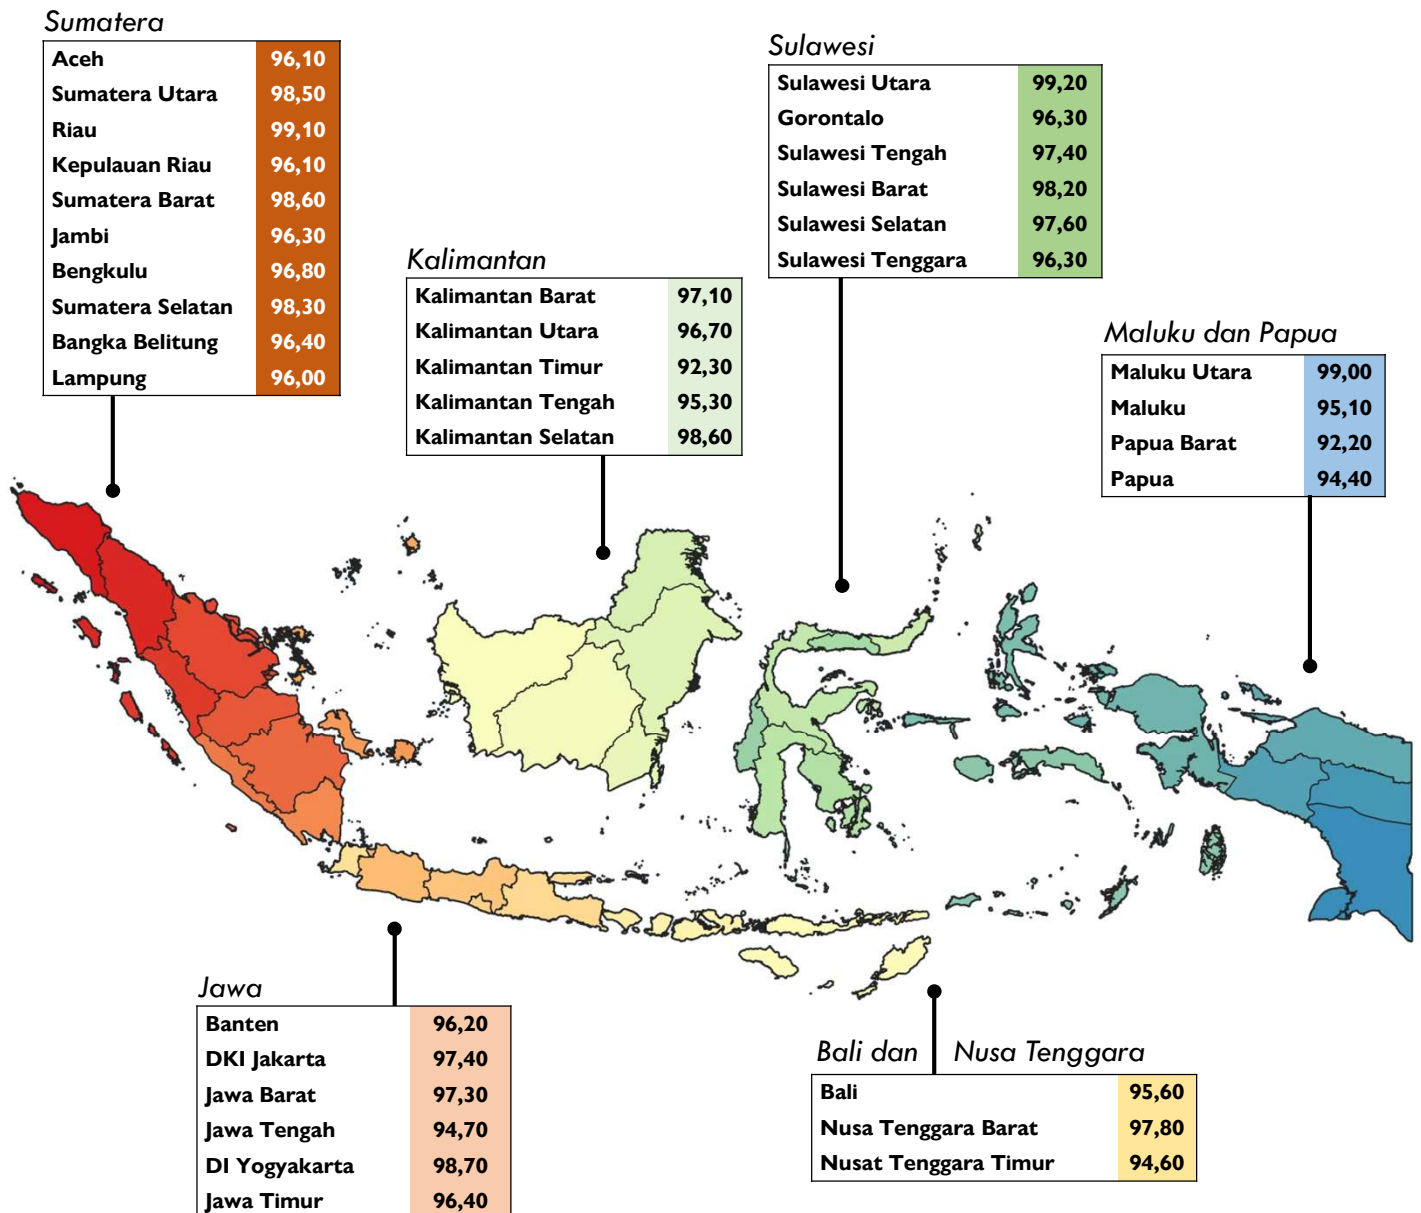 Sumatera
Aceh 96,10
Sumatera Utara 98,50
Riau 99,10
Kepulauan Riau 96,10
Sumatera Barat 98,60
Jambi 96,30
Bengkulu 96,80
Sumatera Selatan 98,30
Bangka Belitung 96,40
Lampung 96,00
Kalimantan
Kalimantan Barat 97,10
Kalimantan Utara 96,70
Kalimantan Timur 92,30
Kalimantan Tengah 95,30
Kalimantan Selatan 98,60
Sulawesi
Sulawesi Utara 99,20
Gorontalo 96,30
Sulawesi Tengah 97,40
Sulawesi Barat 98,20
Sulawesi Selatan 97,60
Sulawesi Tenggara 96,30
Maluku dan Papua
Maluku Utara 99,00
Maluku 95,10
Papua Barat 92,20
Papua 94,40
Jawa
Banten 96,20
DKI Jakarta 97,40
Jawa Barat 97,30
Jawa Tengah 94,70
DI Yogyakarta 98,70
Jawa Timur 96,40
Bali dan Nusa Tenggara
Bali 95,60
Nusa Tenggara Barat 97,80
Nusat Tenggara Timur 94,60